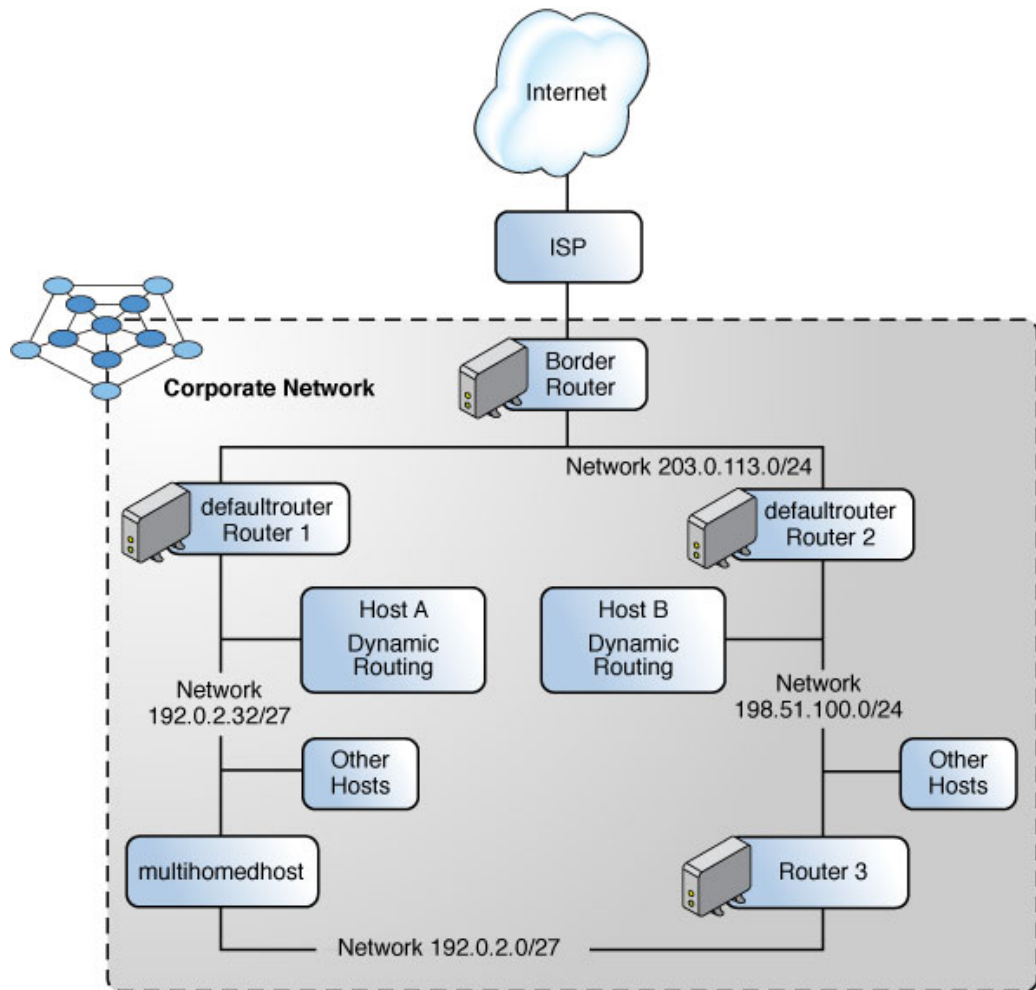 Internet
ISP
Border
Router
Corporate Network
Network 203.0.113.0/24
defaultrouter
Router 1
defaultrouter
Router 2
Host A
Dynamic
Routing
Host B
Dynamic
Routing
Network
192.0.2.32/27
Network
198.51.100.0/24
Other
Hosts
Other
Hosts
multihomedhost
Router 3
Network 192.0.2.0/27